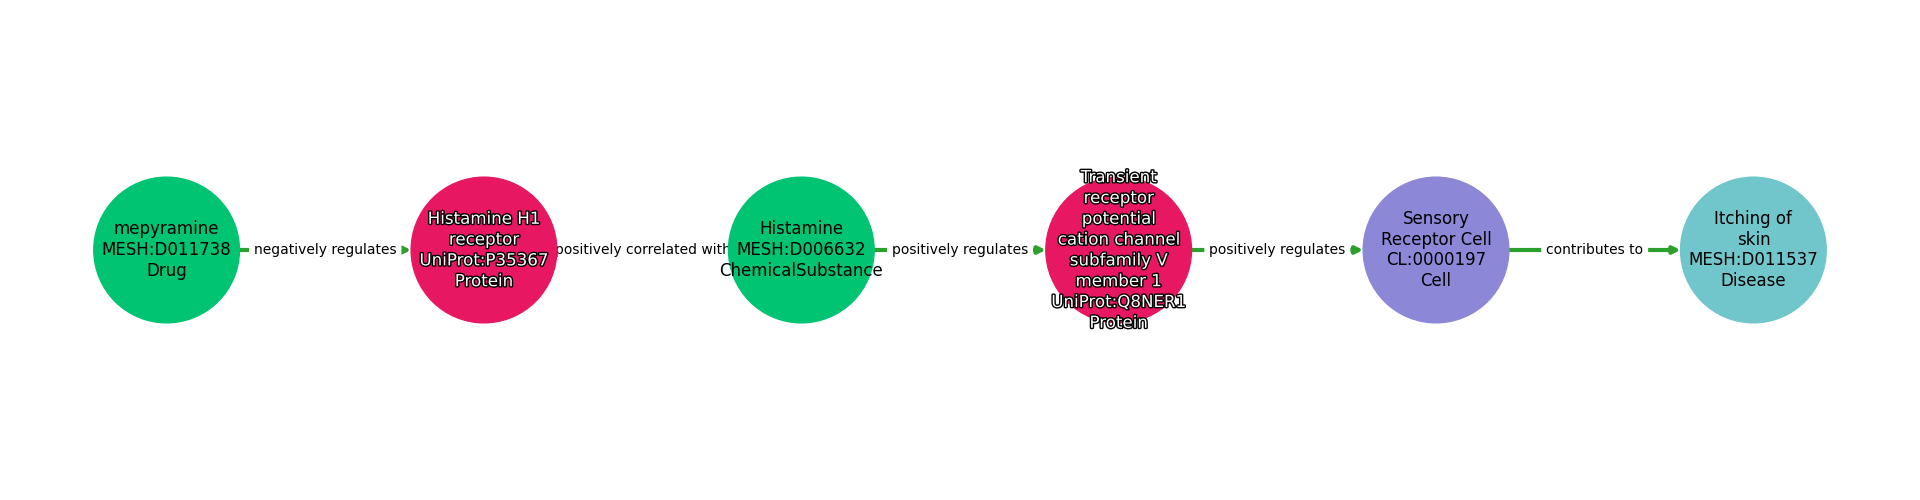 mepyramine
MESH:D011738
Drug
negatively regulates
Histamine H1
receptor
UniProt:P35367
Protein
positively correlated with
Histamine
MESH:D006632
ChemicalSubstance
positively regulates
Transient
receptor
potential
cation channel
subfamily V
member 1
UniProt:Q8NER1
Protein
positively regulates
Sensory
Receptor Cell
CL:0000197
Cell
contributes to
Itching of
skin
MESH:D011537
Disease